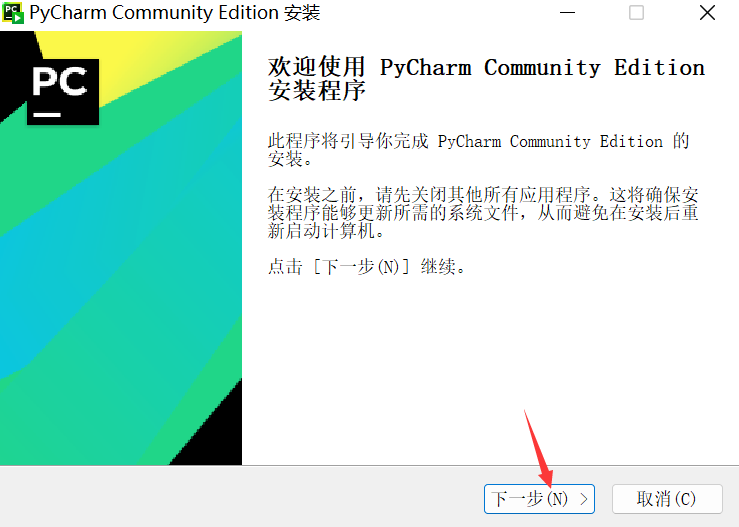 PyCharm Community Edition 安装
PC
欢迎使用 PyCharm Community Edition
安装程序
此程序将引导你完成 PyCharm Community Edition 的
安装。
在安装之前，请先关闭其他所有应用程序。这将确保安
装程序能够更新所需的系统文件，从而避免在安装后重
新启动计算机。
点击 [下一步(N)] 继续。
下一步(N) >
取消(C)